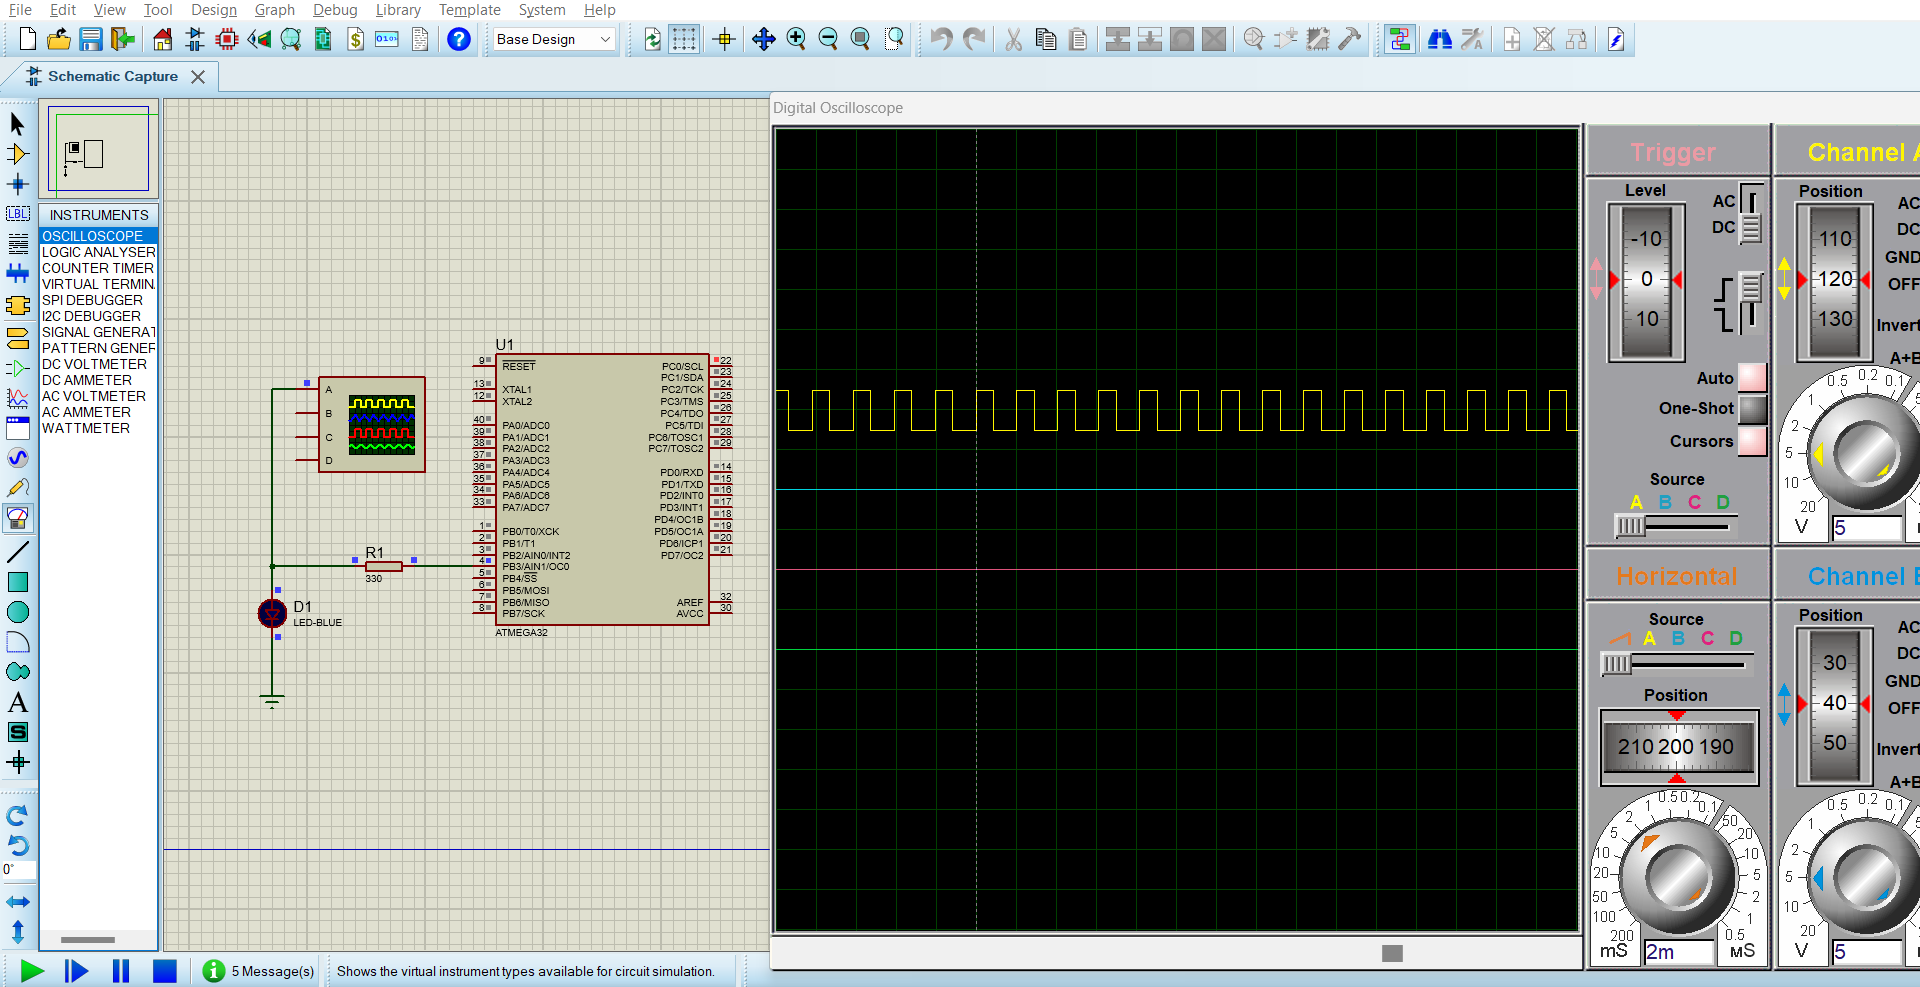 File Edit View Tool Design Graph Debug Library Template System Help
Base Design
Schematic Capture
INSTRUMENTS
OSCILLOSCOPE
LOGIC ANALYSER
COUNTER TIMER
VIRTUAL TERMIN
SPI DEBUGGER
I2C DEBUGGER
SIGNAL GENERAT
PATTERN GENER
DC VOLTMETER
DC AMMETER
AC VOLTMETER
AC AMMETER
WATTMETER
LBL
A
S
0°
A
B
C
D
R1
330
D1
LED-BLUE
U1
9 RESET
13 XTAL1
12 XTAL2
40 PA0/ADC0
39 PA1/ADC1
38 PA2/ADC2
37 PA3/ADC3
36 PA4/ADC4
35 PA5/ADC5
34 PA6/ADC6
33 PA7/ADC7
1 PB0/T0/XCK
2 PB1/T1
3 PB2/AIN0/INT2
4 PB3/AIN1/OC0
5 PB4/SS
6 PB5/MOSI
7 PB6/MISO
8 PB7/SCK
PC0/SCL 22
PC1/SDA 23
PC2/TCK 24
PC3/TMS 25
PC4/TDO 26
PC5/TDI 27
PC6/TOSC1 28
PC7/TOSC2 29
PD0/RXD 14
PD1/TXD 15
PD2/INT0 16
PD3/INT1 17
PD4/OC1B 18
PD5/OC1A 19
PD6/ICP1 20
PD7/OC2 21
AREF 32
AVCC 30
ATMEGA32
Digital Oscilloscope
Trigger
Level
AC
DC
-10
0
10
Auto
One-Shot
Cursors
Source
A B C D
Horizontal
Source
A B C D
Position
210 200 190
200 100 50 20 10 5 2 1 0.5 0.2 0.1 50 20 10 5 2 1 0.5
mS 2m µS
Channel A
Position
AC
DC
GND
OFF
Invert
A+B
110
120
130
20 10 5 2 1 0.5 0.2 0.1
V 5
Channel B
Position
AC
DC
GND
OFF
Invert
A+B
30
40
50
20 10 5 2 1 0.5 0.2 0.1
V 5
5 Message(s) Shows the virtual instrument types available for circuit simulation.